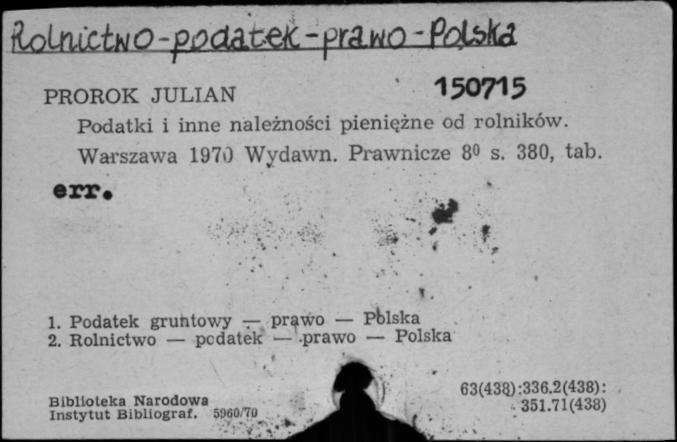 Rolnictwo-podatek-prawo-Polska
PROROK JULIAN 150715
Podatki i inne należności pieniężne od rolników.
Warszawa 1970 Wydawn. Prawnicze 8⁰ s. 380, tab.
err.
1. Podatek gruntowy — prawo — Polska
2. Rolnictwo — podatek — prawo — Polska
63(438):336.2(438):
351.71(438)
Biblioteka Narodowa
Instytut Bibliograf. 5960/70